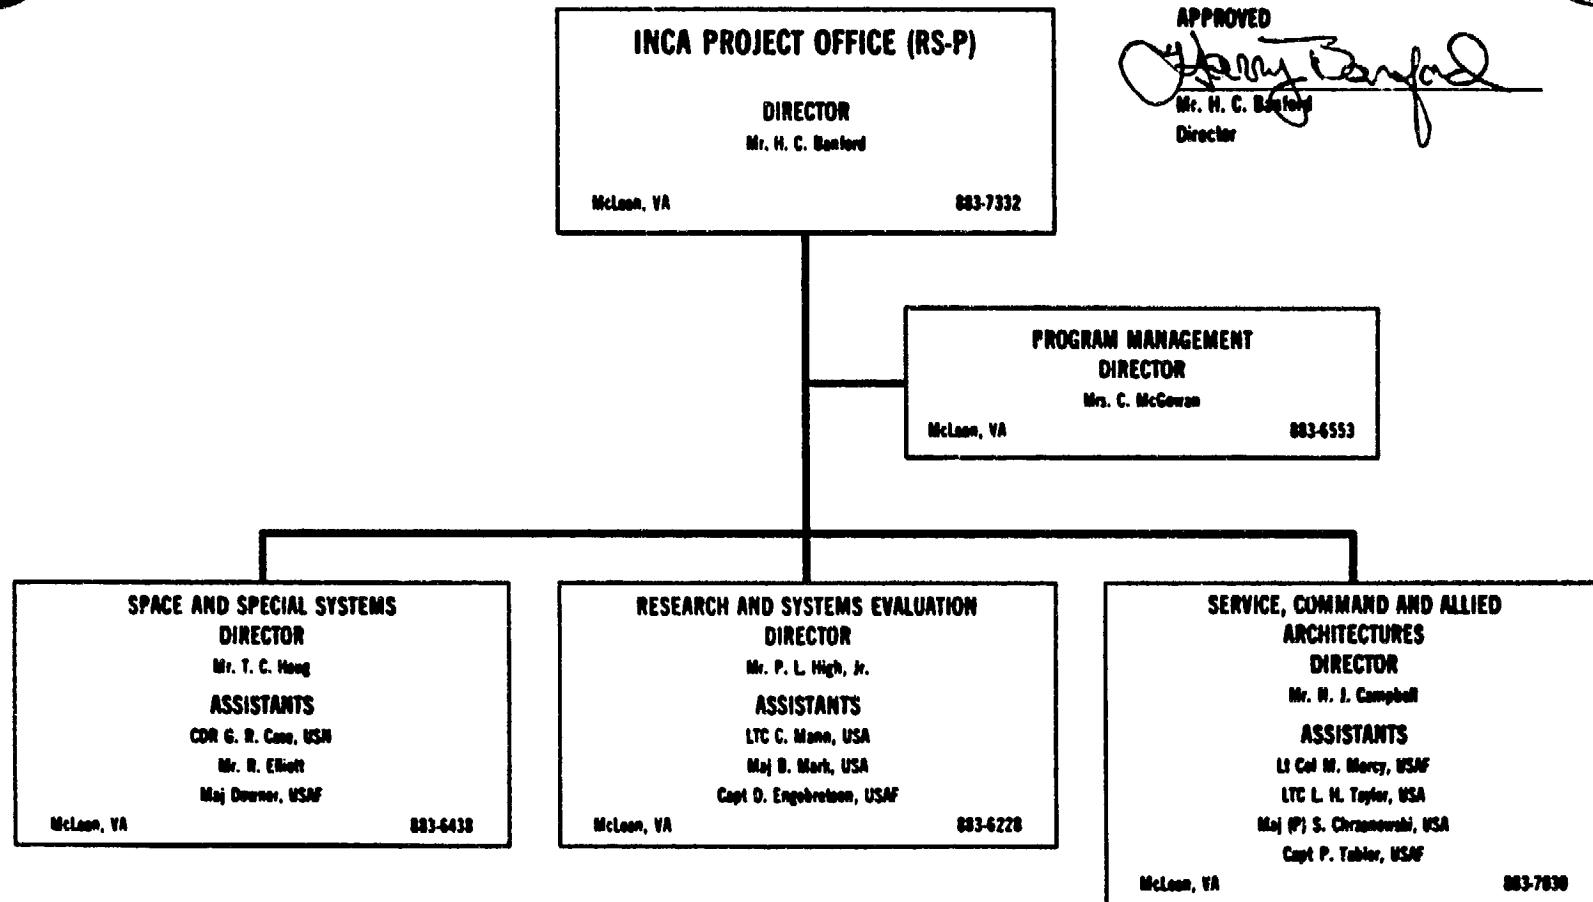 INCA PROJECT OFFICE (RS-P)
DIRECTOR
Mr. H. C. Banford
McLean, VA 883-7332
APPROVED
Harry Banford
Mr. H. C. Banford
Director
PROGRAM MANAGEMENT
DIRECTOR
Mrs. C. McGowan
McLean, VA 883-6553
SPACE AND SPECIAL SYSTEMS
DIRECTOR
Mr. T. C. Hoag
ASSISTANTS
CDR G. R. Case, USN
Mr. R. Elliott
Maj Downer, USAF
McLean, VA 883-6438
RESEARCH AND SYSTEMS EVALUATION
DIRECTOR
Mr. P. L. High, Jr.
ASSISTANTS
LTC C. Mann, USA
Maj B. Mark, USA
Capt D. Engebretson, USAF
McLean, VA 883-6228
SERVICE, COMMAND AND ALLIED
ARCHITECTURES
DIRECTOR
Mr. N. J. Campbell
ASSISTANTS
Lt Col M. Morcy, USAF
LTC L. H. Taylor, USA
Maj (P) S. Chrzanowski, USA
Capt P. Tabler, USAF
McLean, VA 883-7830